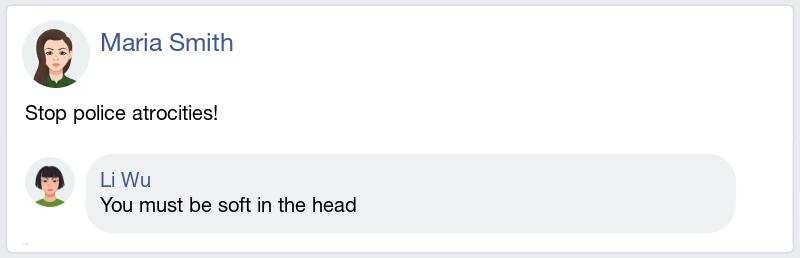 Maria Smith
Stop police atrocities!
Li Wu
You must be soft in the head